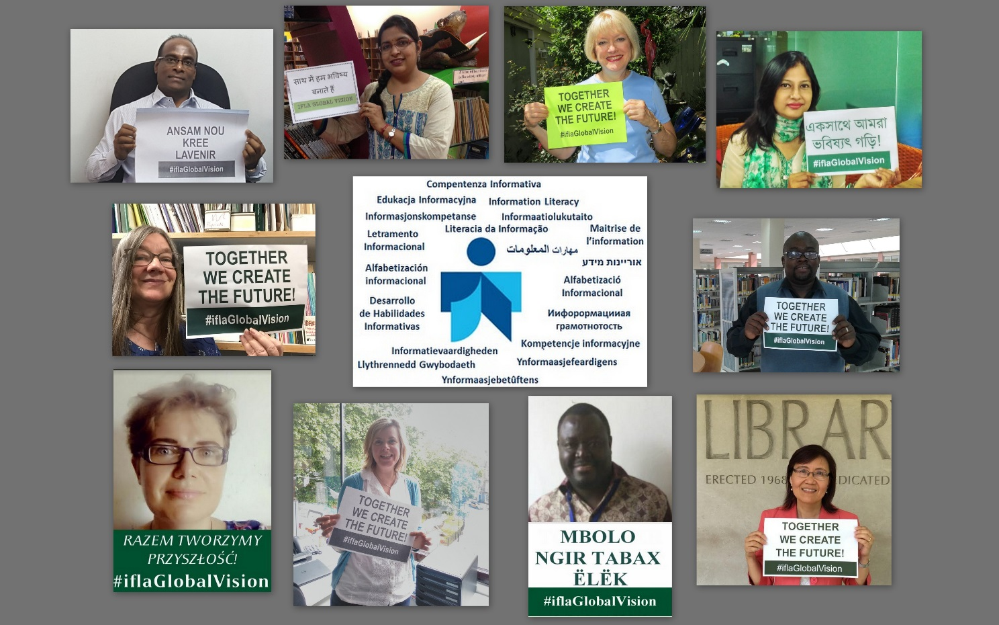 ANSAM NOU
KREE
LAVENIR
#iflaGlobalVision
साथ में हम भविष्य
बनाते हैं
IFLA GLOBAL VISION
TOGETHER
WE CREATE
THE FUTURE!
#iflaGlobalVision
একসাথে আমরা
ভবিষ্যৎ গড়ি!
#iflaGlobalVision
TOGETHER
WE CREATE
THE FUTURE!
#iflaGlobalVision
Compentenza Informativa
Edukacja Informacyjna
Information Literacy
Informasjonskompetanse
Informaatiolukutaito
Literacia da Informação
Maitrise de
l’information
Letramento
Informacional
مهارات المعلومات
אוריינות מידע
Alfabetización
informacional
Alfabetizació
Informacional
Desarrollo
de Habilidades
Informativas
Инфорормациниая
грамотнотость
Kompetencje informacyjne
Informatievaardigheden
Ynformaasjefeardigens
Llythrennedd Gwybodaeth
Ynformaasjebetûftens
TOGETHER
WE CREATE
THE FUTURE!
#iflaGlobalVision
RAZEM TWORZYMY
PRZYSZŁOŚĆ!
#iflaGlobalVision
TOGETHER
WE CREATE
THE FUTURE!
#iflaGlobalVision
MBOLO
NGIR TABAX
ËLËK
#iflaGlobalVision
LIBRAR
ERECTED 1968 DEDICATED
TOGETHER
WE CREATE
THE FUTURE!
#iflaGlobalVision